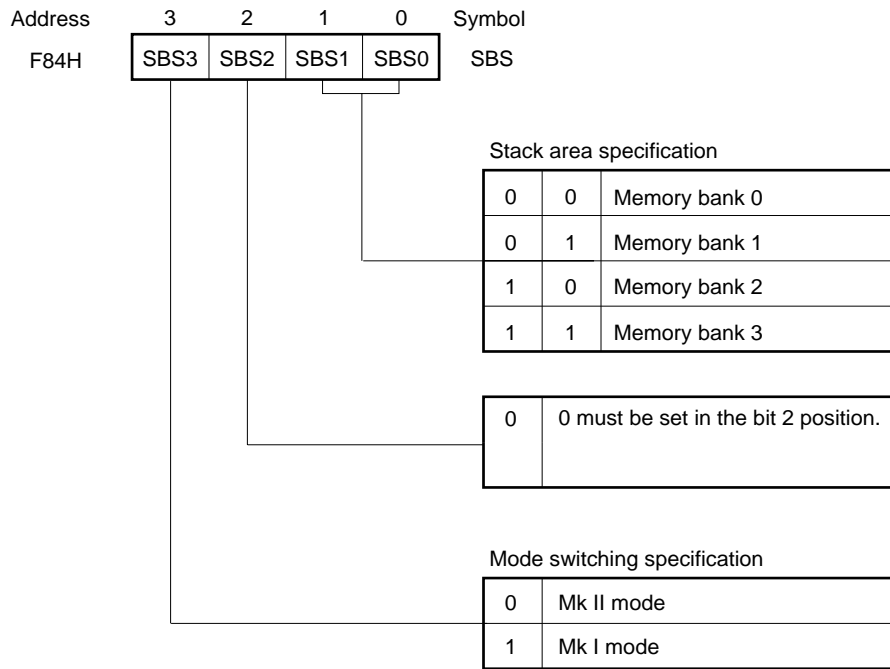 Address 3 2 1 0 Symbol
F84H SBS3 SBS2 SBS1 SBS0 SBS
Stack area specification
0 0 Memory bank 0
0 1 Memory bank 1
1 0 Memory bank 2
1 1 Memory bank 3
0 0 must be set in the bit 2 position.
Mode switching specification
0 Mk II mode
1 Mk I mode